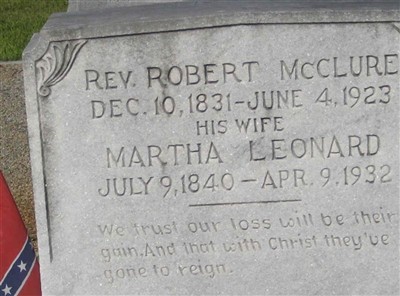 REV. ROBERT MCCLURE
DEC. 10, 1831-JUNE 4, 1923
HIS WIFE
MARTHA LEONARD
JULY 9, 1840-APR. 9, 1932
We trust our loss will be their
gain. And that with Christ they've
gone to reign.